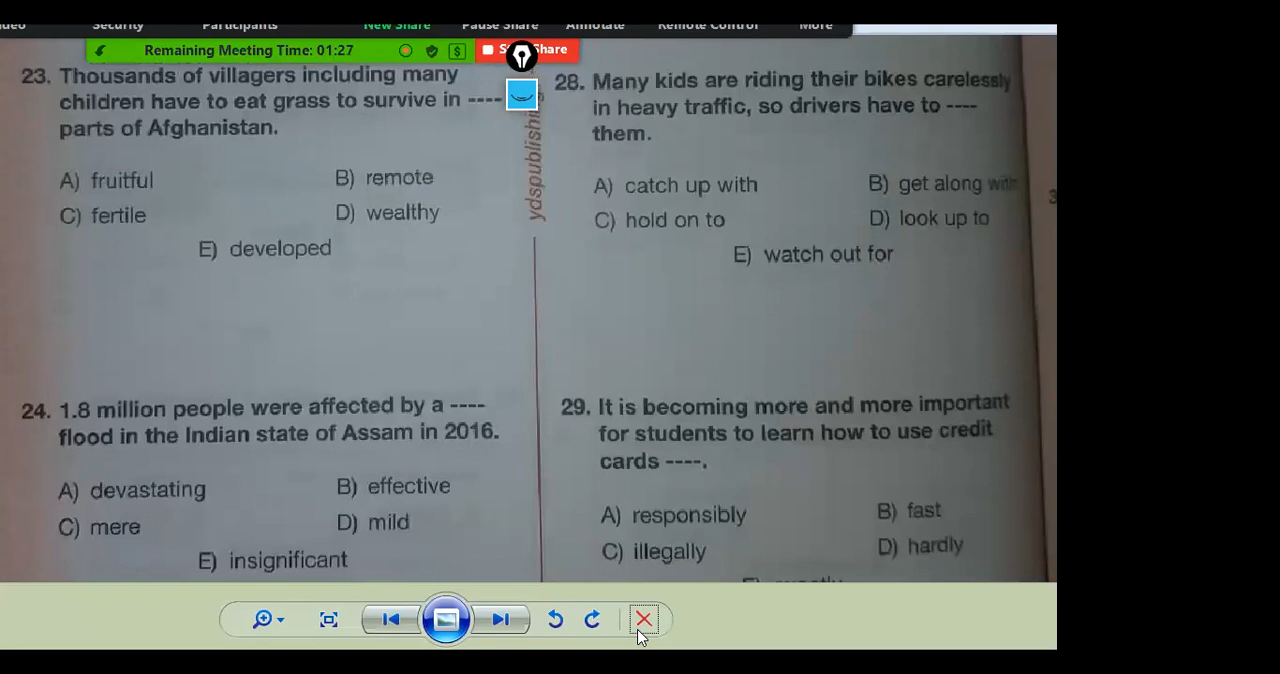 Security
Participants
New Share
Pause Share
Annotate
Remote Control
More
Remaining Meeting Time: 01:27
Share
23. Thousands of villagers including many
children have to eat grass to survive in ----
parts of Afghanistan.
A) fruitful
B) remote
C) fertile
D) wealthy
E) developed
24. 1.8 million people were affected by a ----
flood in the Indian state of Assam in 2016.
A) devastating
B) effective
C) mere
D) mild
E) insignificant
28. Many kids are riding their bikes carelessly
in heavy traffic, so drivers have to ----
them.
A) catch up with
B) get along with
C) hold on to
D) look up to
E) watch out for
29. It is becoming more and more important
for students to learn how to use credit
cards ----.
A) responsibly
B) fast
C) illegally
D) hardly